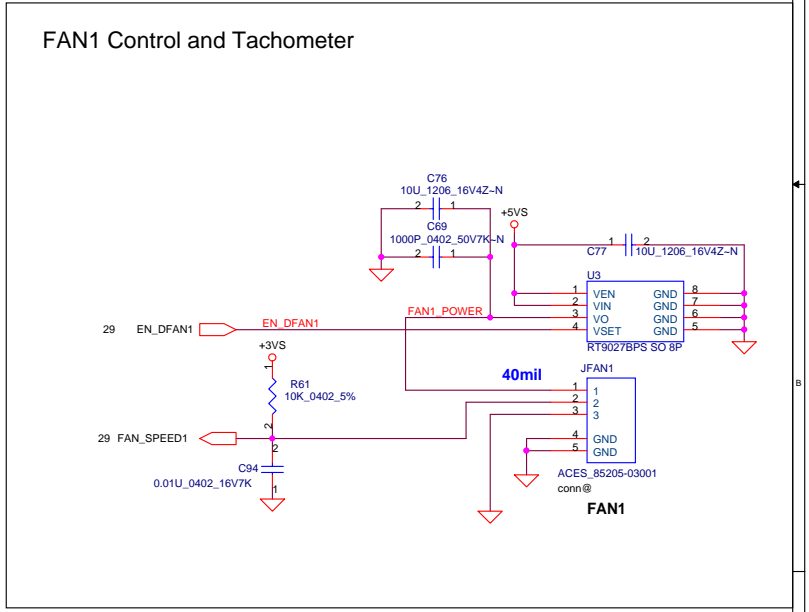 FAN1 Control and Tachometer
C76
10U_1206_16V4Z~N
2 1
C69
1000P_0402_50V7K~N
2 1
+5VS
C77 1 2 10U_1206_16V4Z~N
U3
1 VEN GND 8
2 VIN GND 7
FAN1_POWER 3 VO GND 6
29 EN_DFAN1 EN_DFAN1 4 VSET GND 5
RT9027BPS SO 8P
+3VS
1
R61
10K_0402_5%
2
40mil
JFAN1
1 1
2 2
3 3
29 FAN_SPEED1
4 GND
5 GND
2
C94
0.01U_0402_16V7K
1
ACES_85205-03001
conn@
FAN1
B